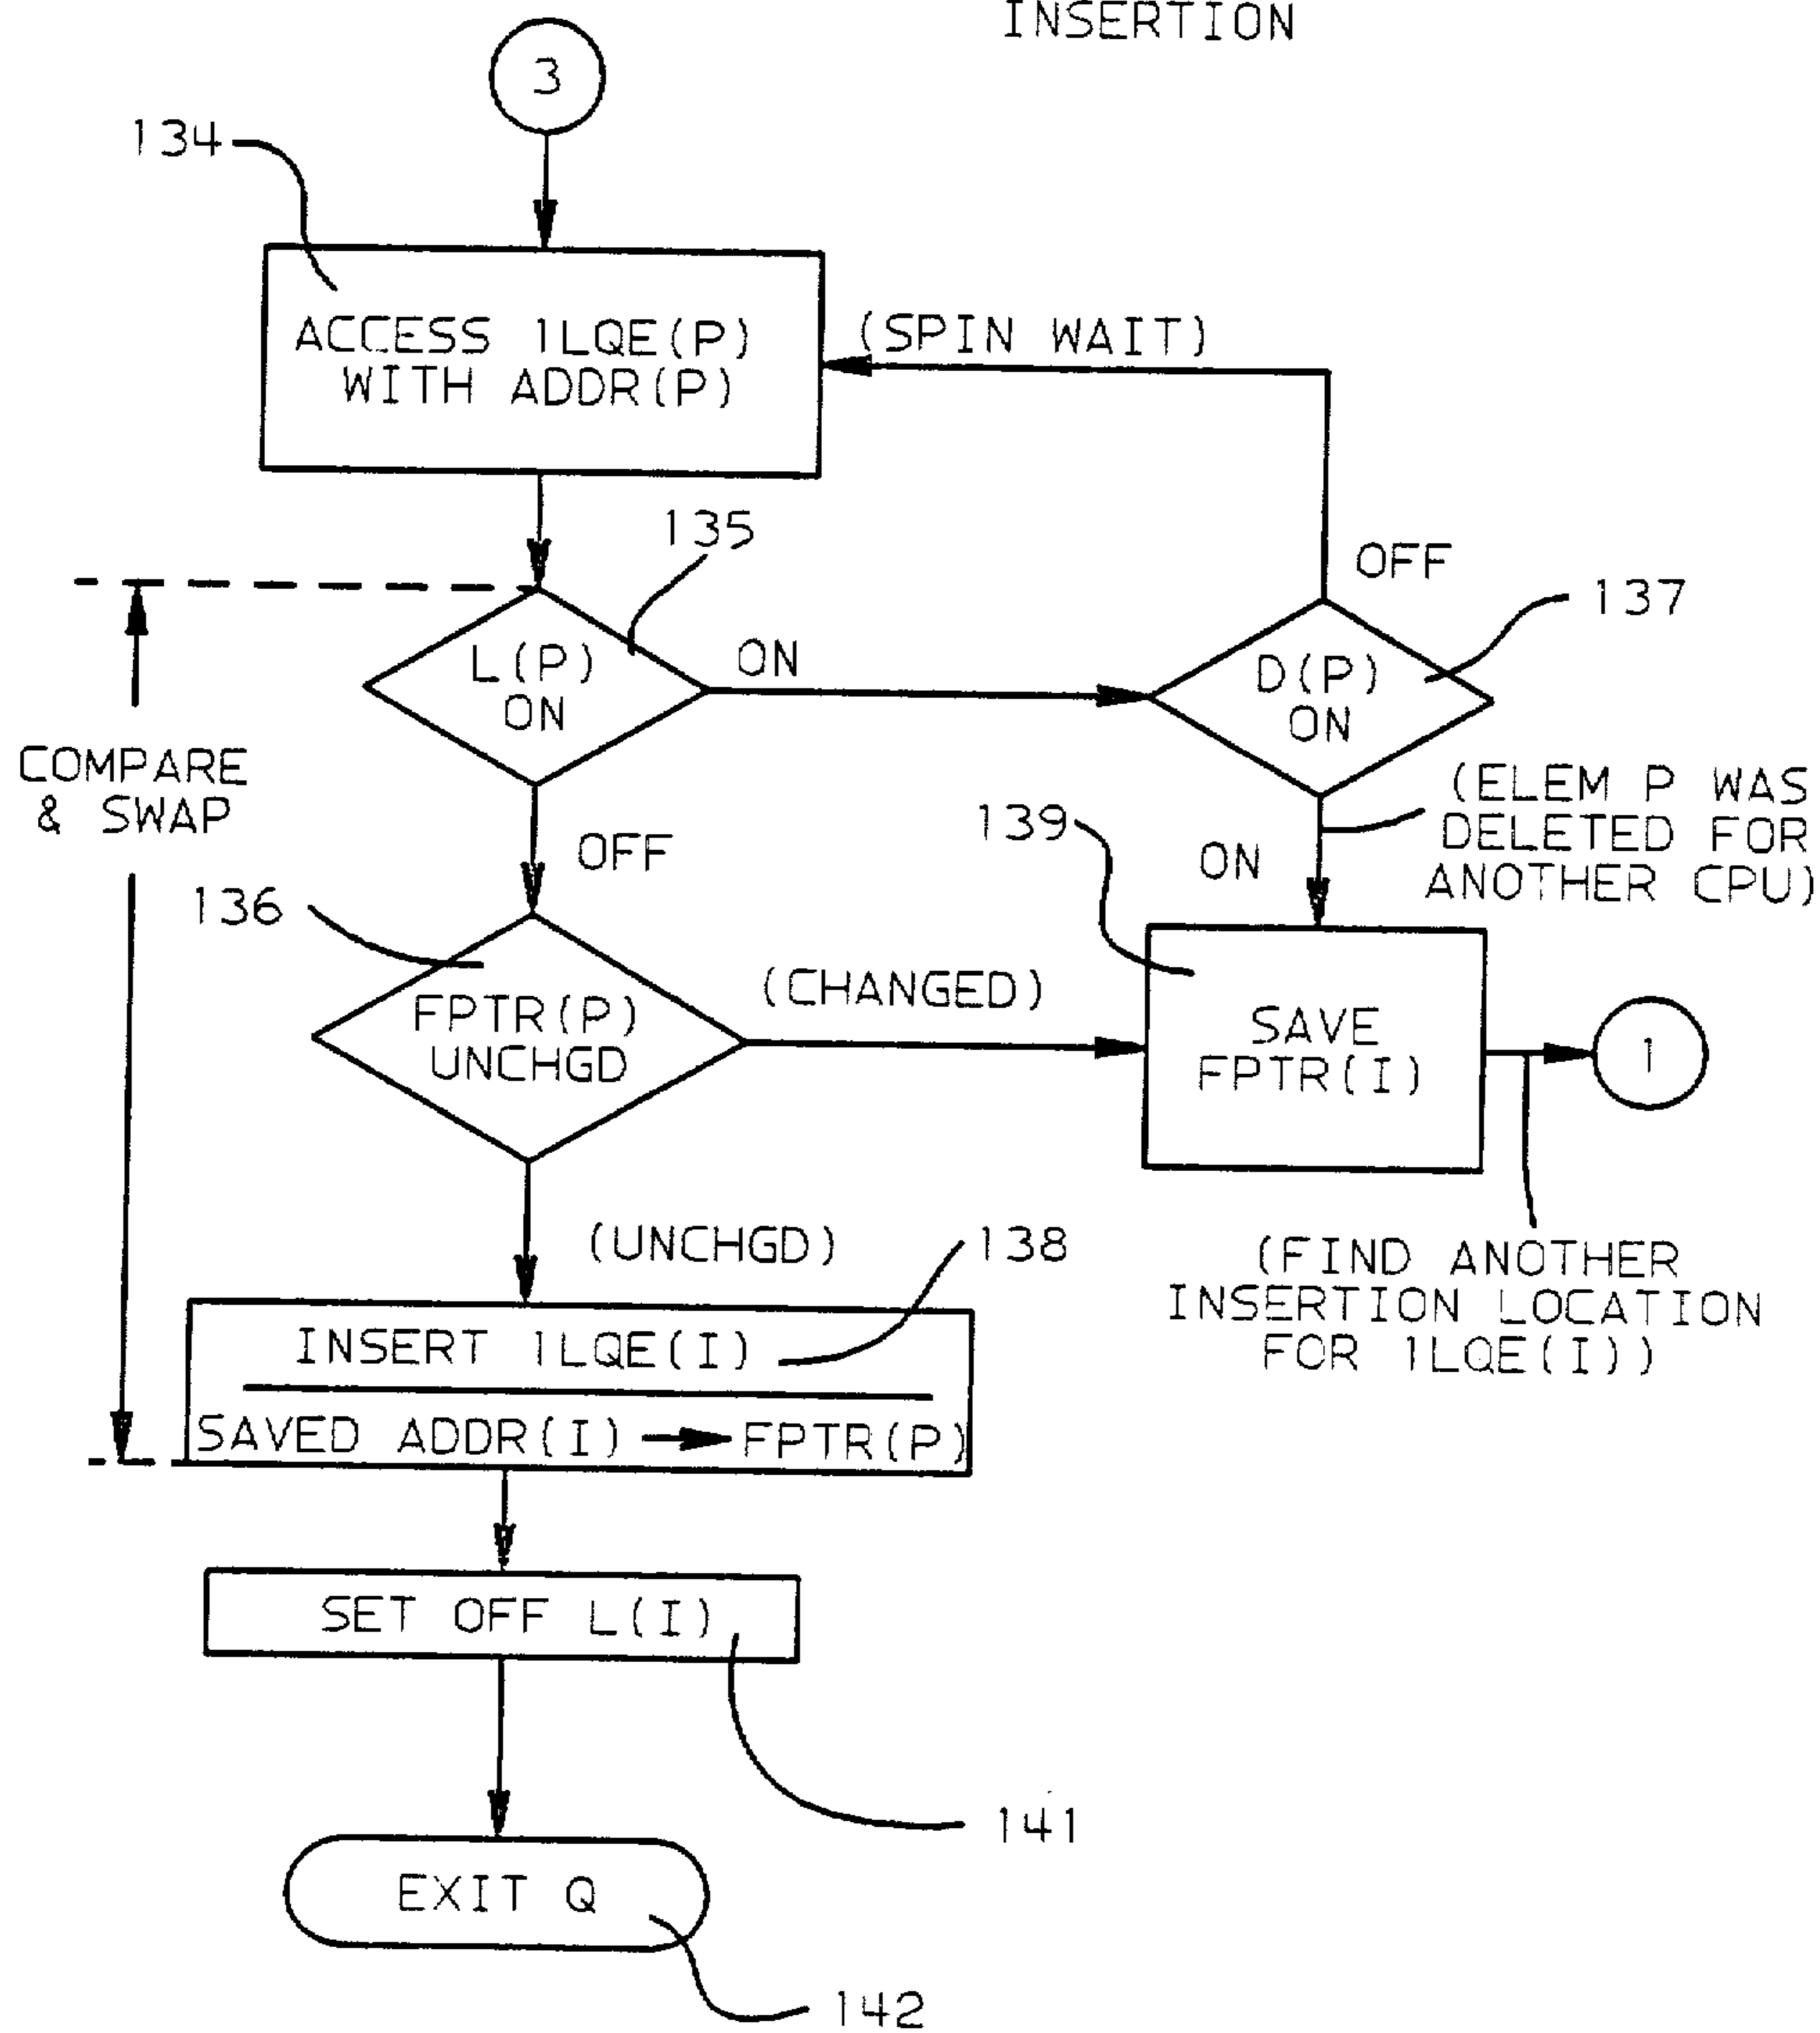 INSERTION
3
134
ACCESS 1LQE(P)
WITH ADDR(P)
(SPIN WAIT)
135
L(P)
ON
ON
OFF
137
D(P)
ON
COMPARE
& SWAP
OFF
136
139
ON
(ELEM P WAS
DELETED FOR
ANOTHER CPU)
FPTR(P)
UNCHGD
(CHANGED)
SAVE
FPTR(I)
1
(UNCHGD)
138
(FIND ANOTHER
INSERTION LOCATION
FOR 1LQE(I))
INSERT 1LQE(I)
SAVED ADDR(I) → FPTR(P)
SET OFF L(I)
141
EXIT Q
142